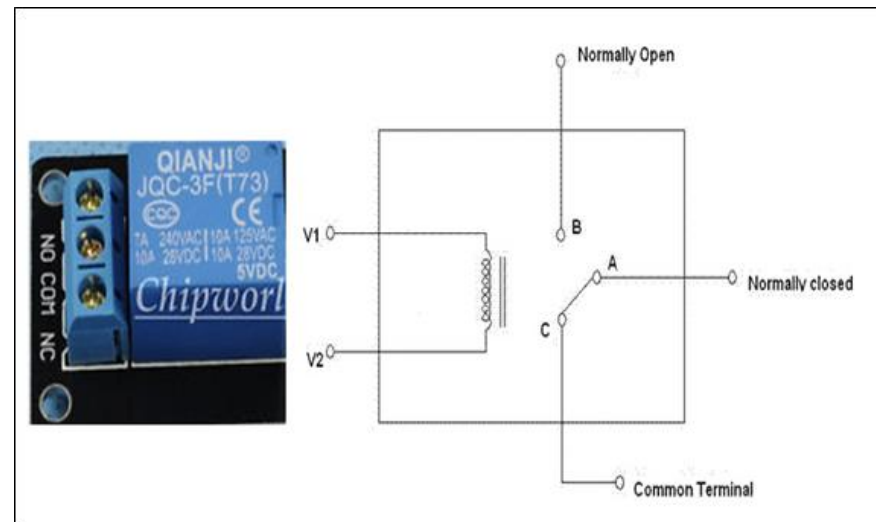 QIANJI®
JQC-3F(T73)
CQC CE
7A 240VAC 10A 125VAC
10A 28VDC 10A 28VDC
5VDC
Chipworl
NO COM NC
Normally Open
V1
B
A
Normally closed
C
V2
Common Terminal